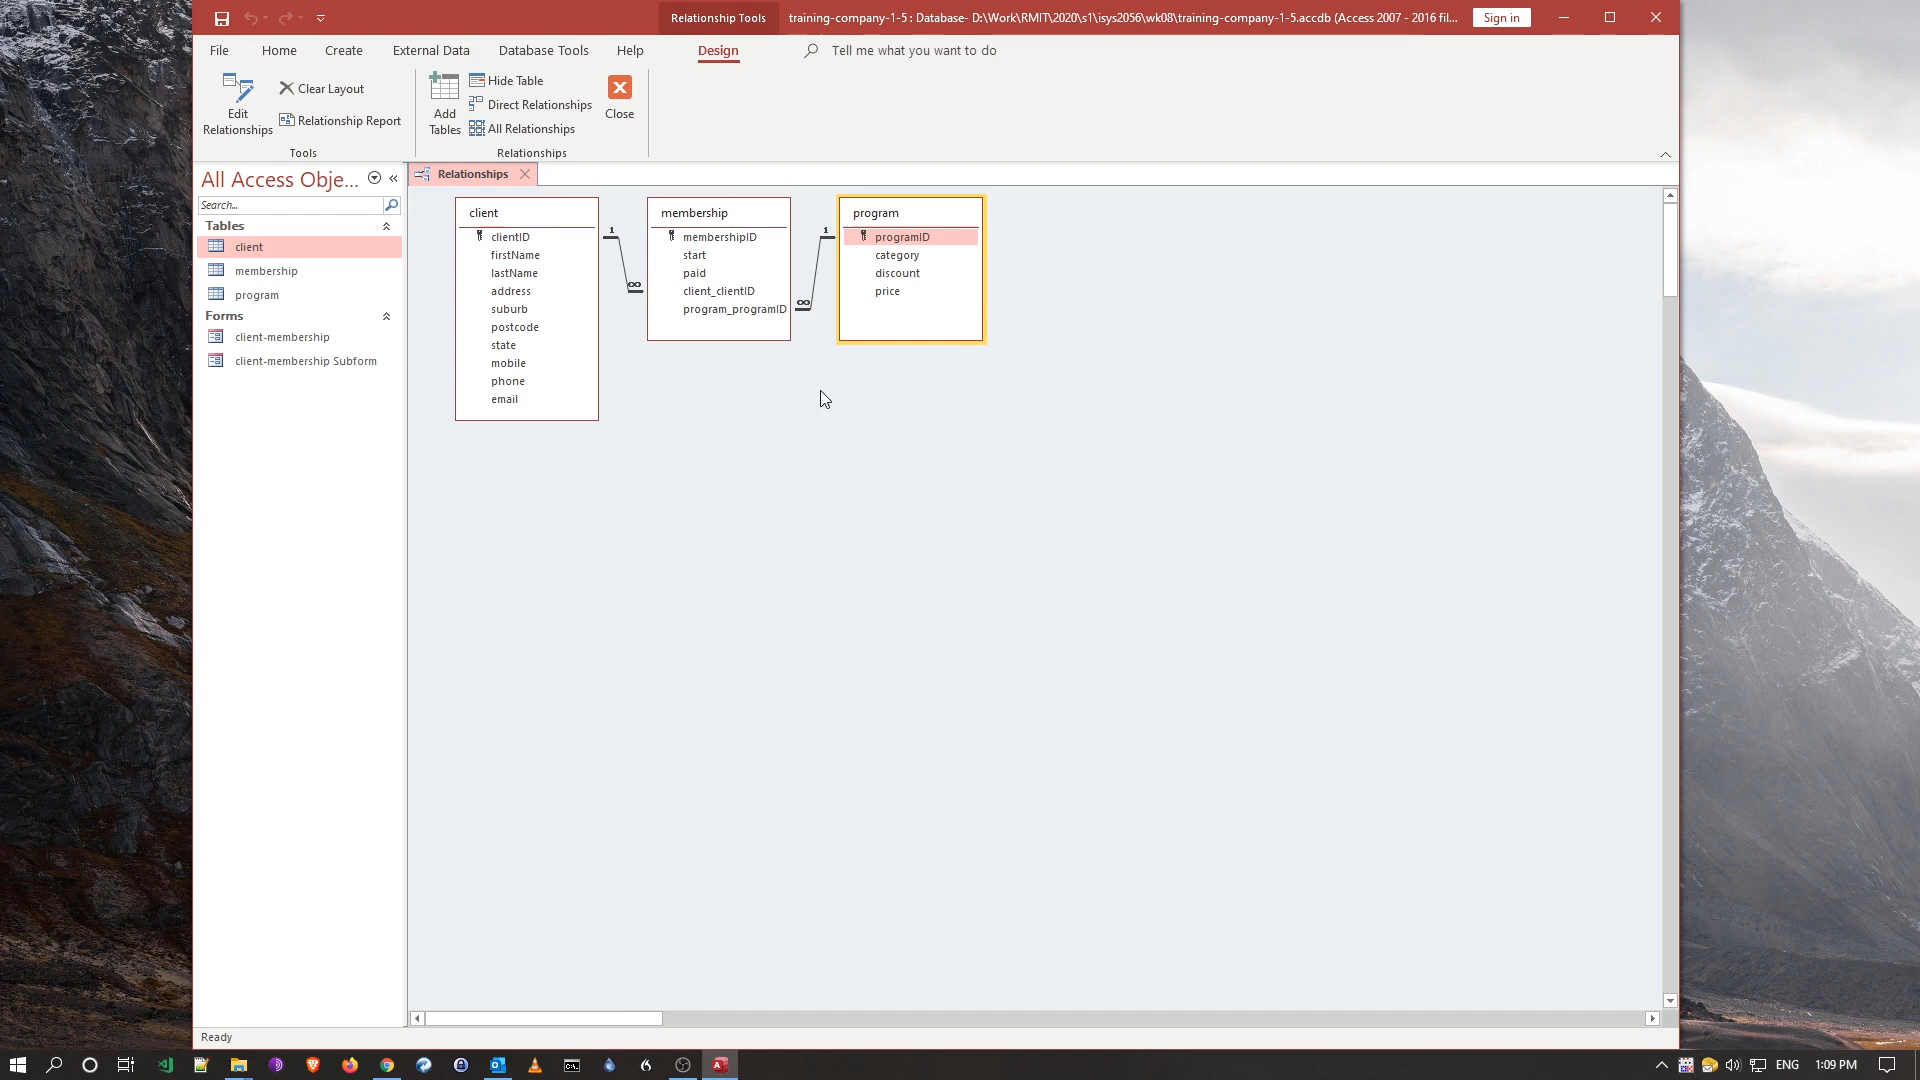 Relationship Tools
training-company-1-5 : Database- D:\Work\RMIT\2020\s1\isys2056\wk08\training-company-1-5.accdb (Access 2007 - 2016 fil...
Sign in
File Home Create External Data Database Tools Help Design Tell me what you want to do
Edit Relationships
Clear Layout
Relationship Report
Tools
Add Tables
Hide Table
Direct Relationships
All Relationships
Close
Relationships
All Access Obje...
Search...
Tables
client
membership
program
Forms
client-membership
client-membership Subform
Relationships
client
clientID
firstName
lastName
address
suburb
postcode
state
mobile
phone
email
1
∞
membership
membershipID
start
paid
client_clientID
program_programID
1
∞
program
programID
category
discount
price
Ready
ENG
1:09 PM